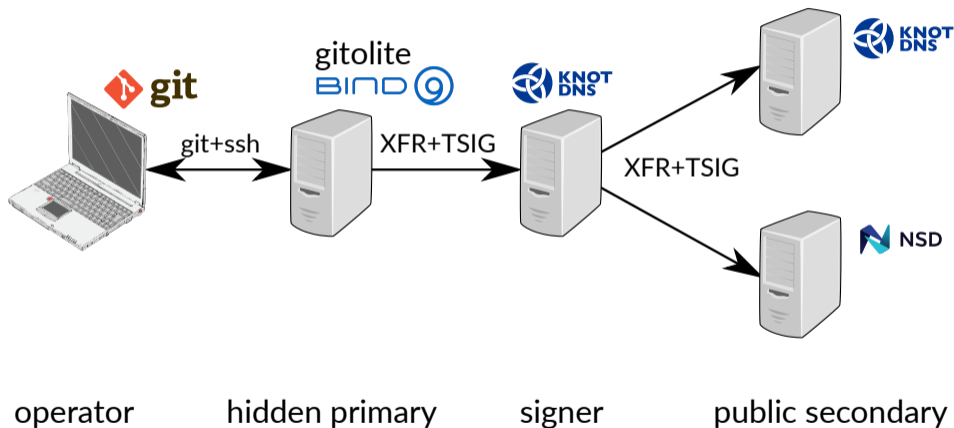 git
gitolite
BIND 9
KNOT
DNS
KNOT
DNS
git+ssh
XFR+TSIG
XFR+TSIG
NSD
operator
hidden primary
signer
public secondary